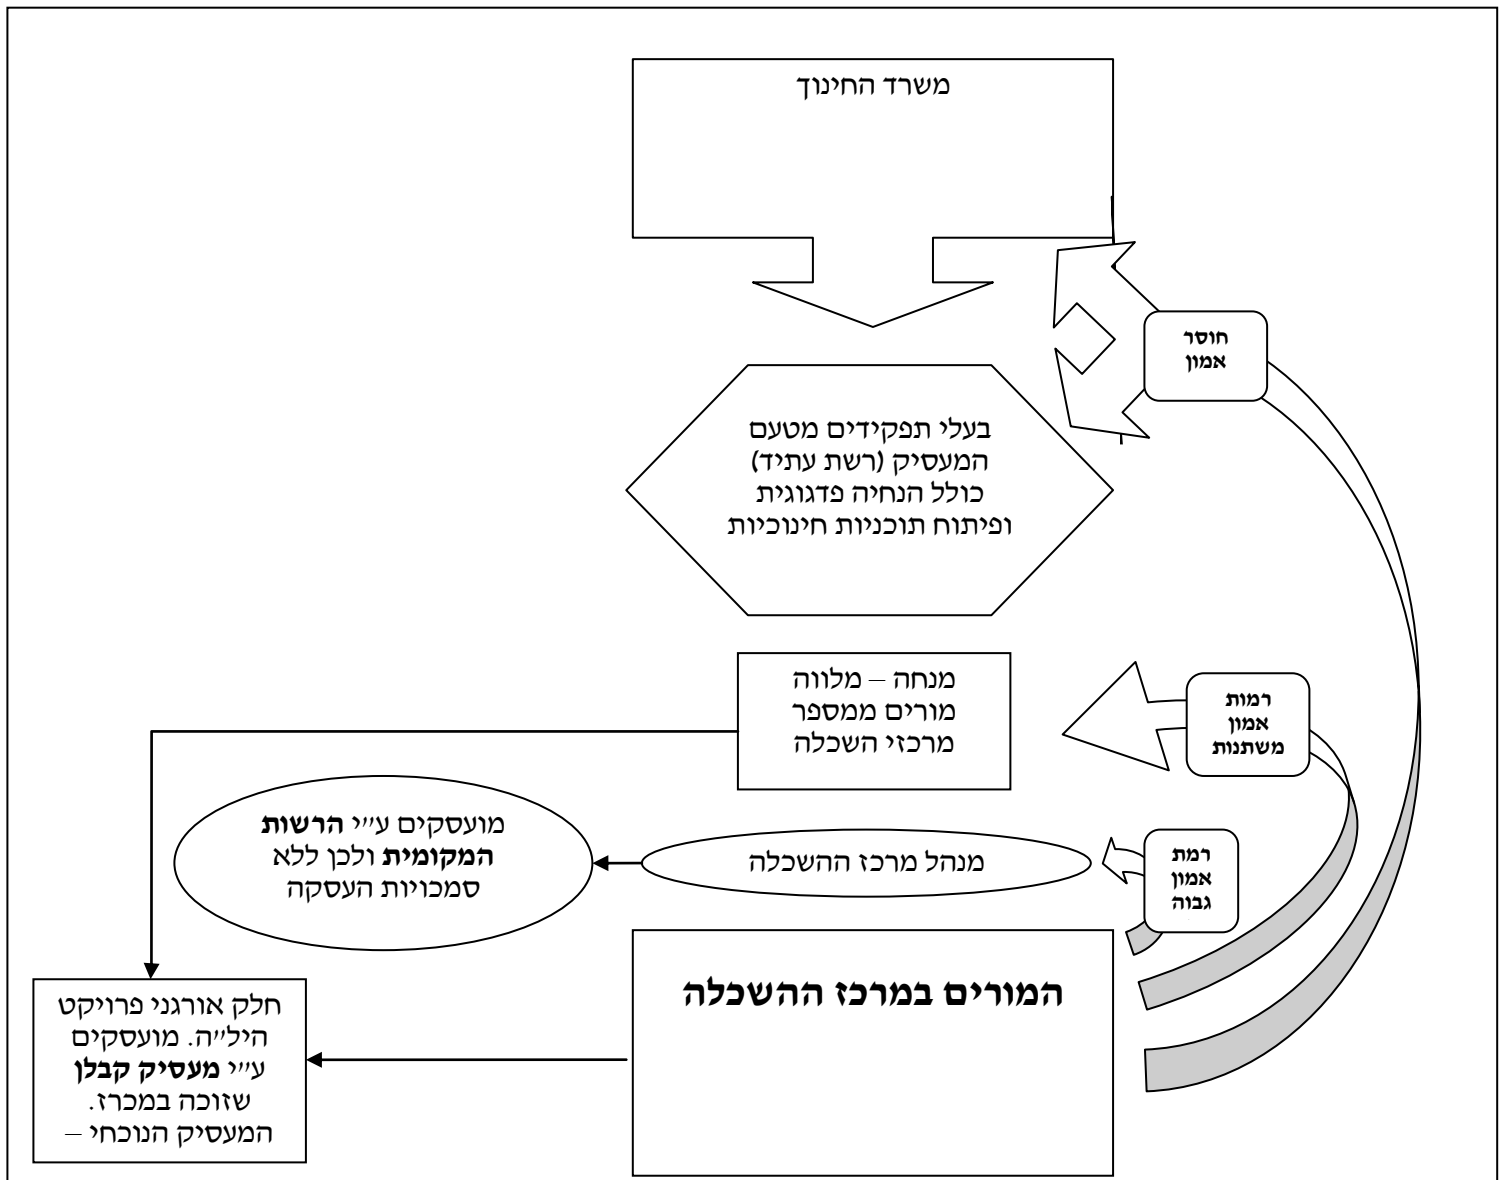 משרד החינוך
חוסר
אמון
בעלי תפקידים מטעם
המעסיק (רשת עתיד)
כולל הנחיה פדגוגית
ופיתוח תוכניות חינוכיות
מנחה – מלווה
מורים ממספר
מרכזי השכלה
רמות
אמון
משתנות
מועסקים ע״י הרשות
המקומית ולכן ללא
סמכויות העסקה
מנהל מרכז ההשכלה
רמת
אמון
גבוה
המורים במרכז ההשכלה
חלק אורגני פרויקט
היל״ה. מועסקים
ע״י מעסיק קבלן
שזוכה במכרז.
המעסיק הנוכחי –